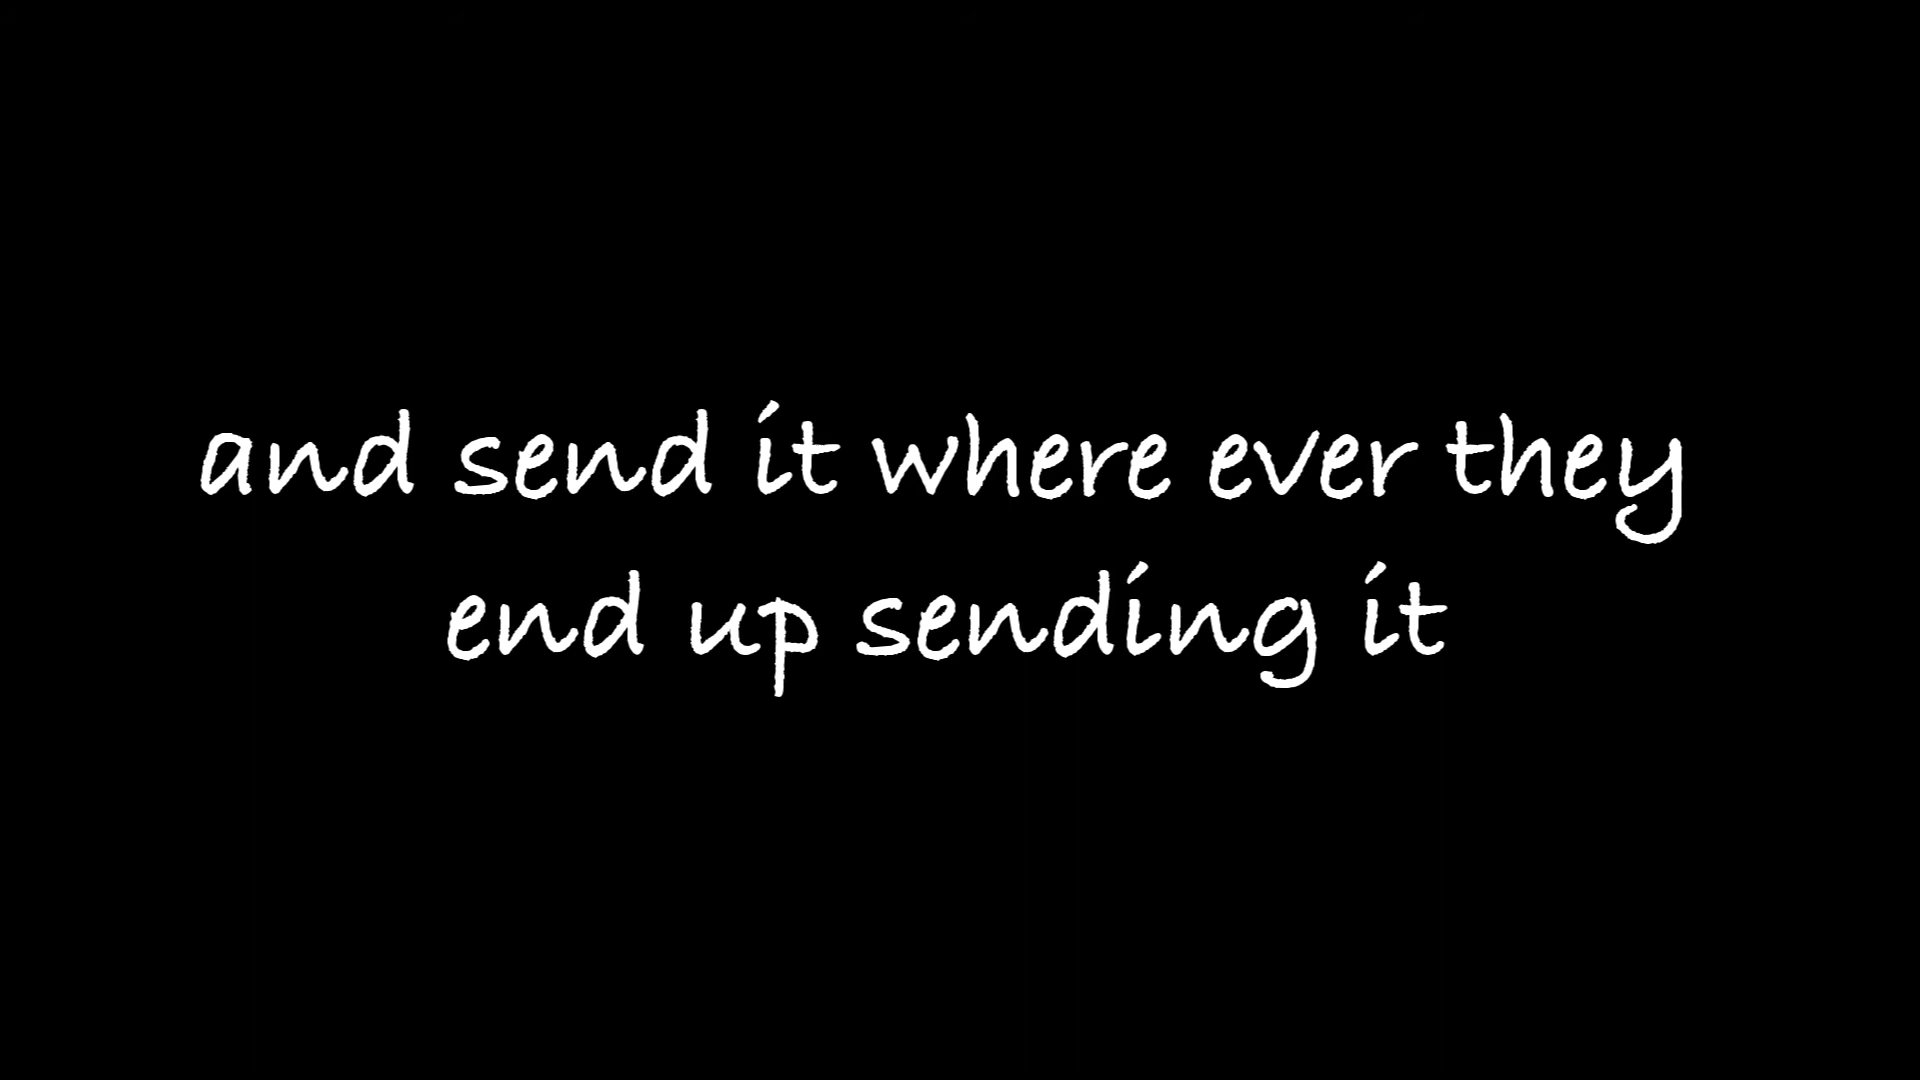 and send it where ever they
end up sending it